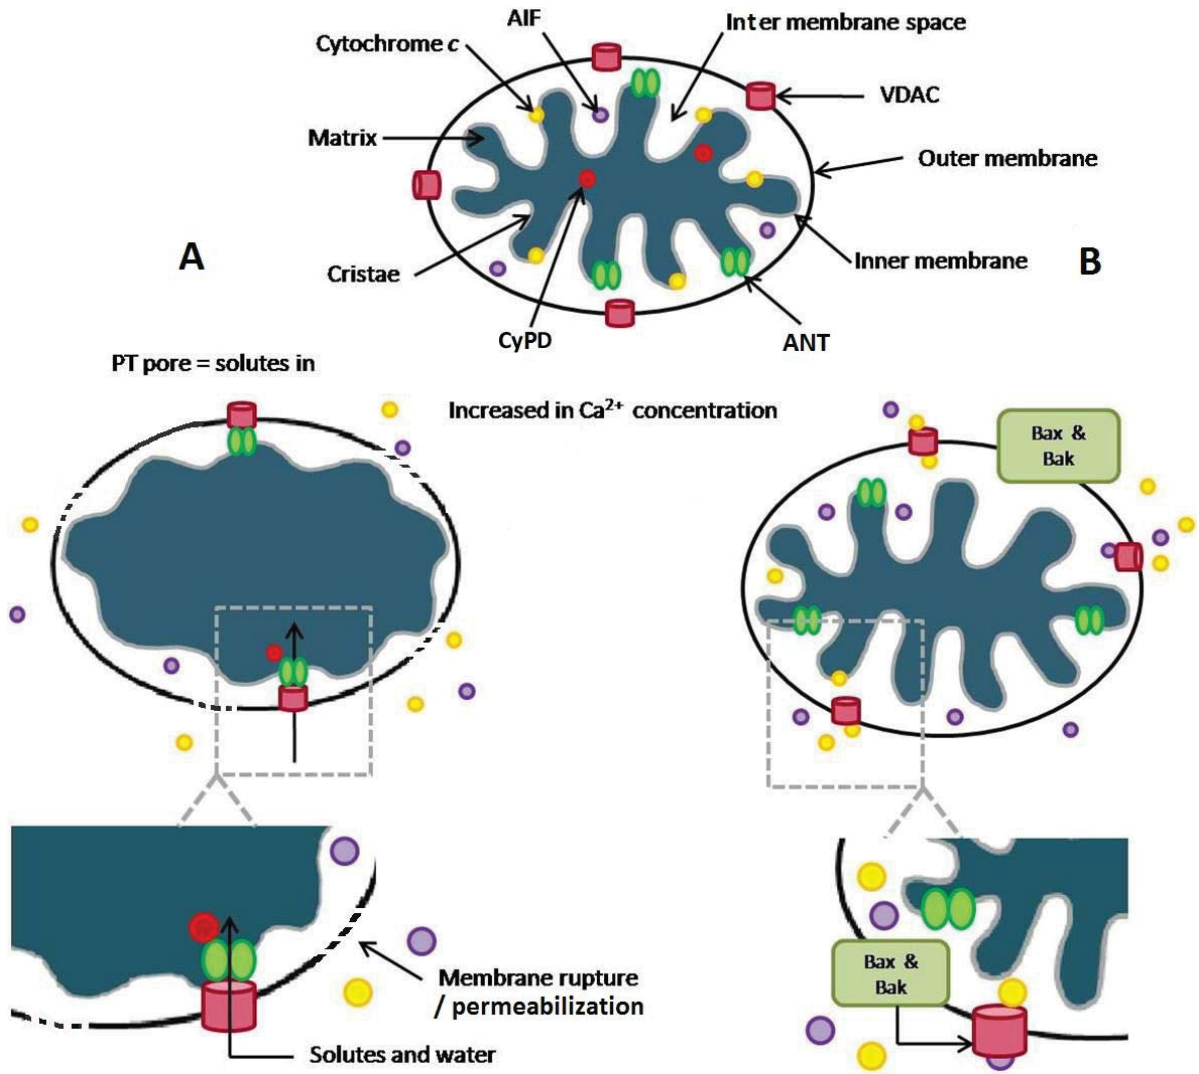 AIF
Inter membrane space
Cytochrome c
VDAC
Matrix
Outer membrane
A
Cristae
Inner membrane
B
CyPD
ANT
PT pore = solutes in
Increased in Ca²⁺ concentration
Bax &
Bak
Membrane rupture
/ permeabilization
Solutes and water
Bax &
Bak